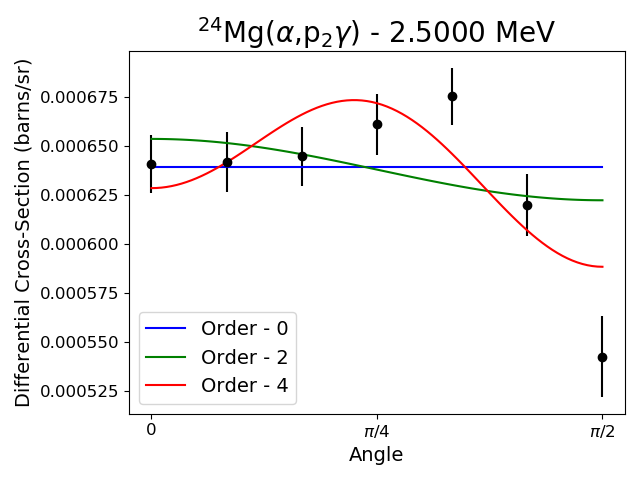 ²⁴Mg(α,p₂γ) - 2.5000 MeV
Differential Cross-Section (barns/sr)
0.000675
0.000650
0.000625
0.000600
0.000575
0.000550
0.000525
Order - 0
Order - 2
Order - 4
0
π/4
π/2
Angle